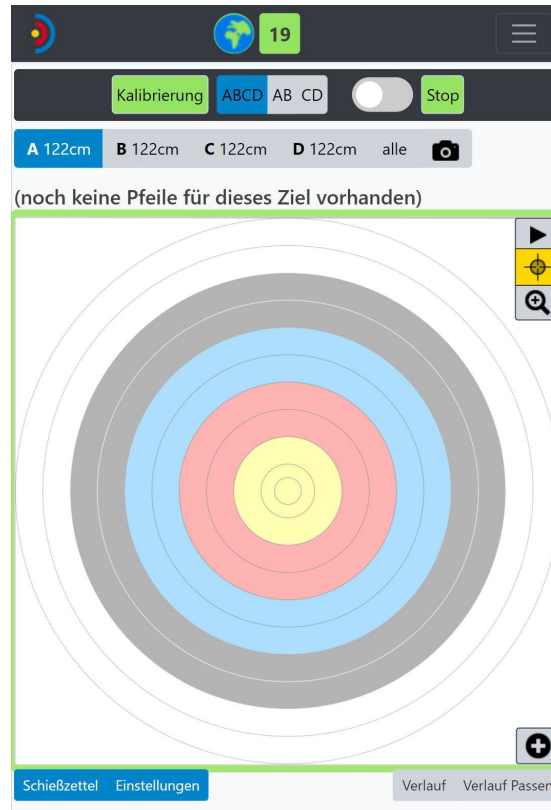 19
Kalibrierung ABCD AB CD Stop
A 122cm B 122cm C 122cm D 122cm alle
(noch keine Pfeile für dieses Ziel vorhanden)
Schießzettel Einstellungen Verlauf Verlauf Passen